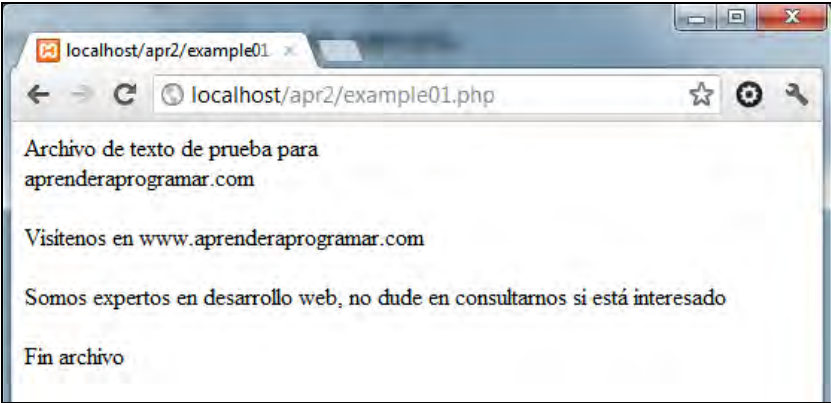 localhost/apr2/example01
localhost/apr2/example01.php
Archivo de texto de prueba para
aprenderaprogramar.com
Visítenos en www.aprenderaprogramar.com
Somos expertos en desarrollo web, no dude en consultarnos si está interesado
Fin archivo